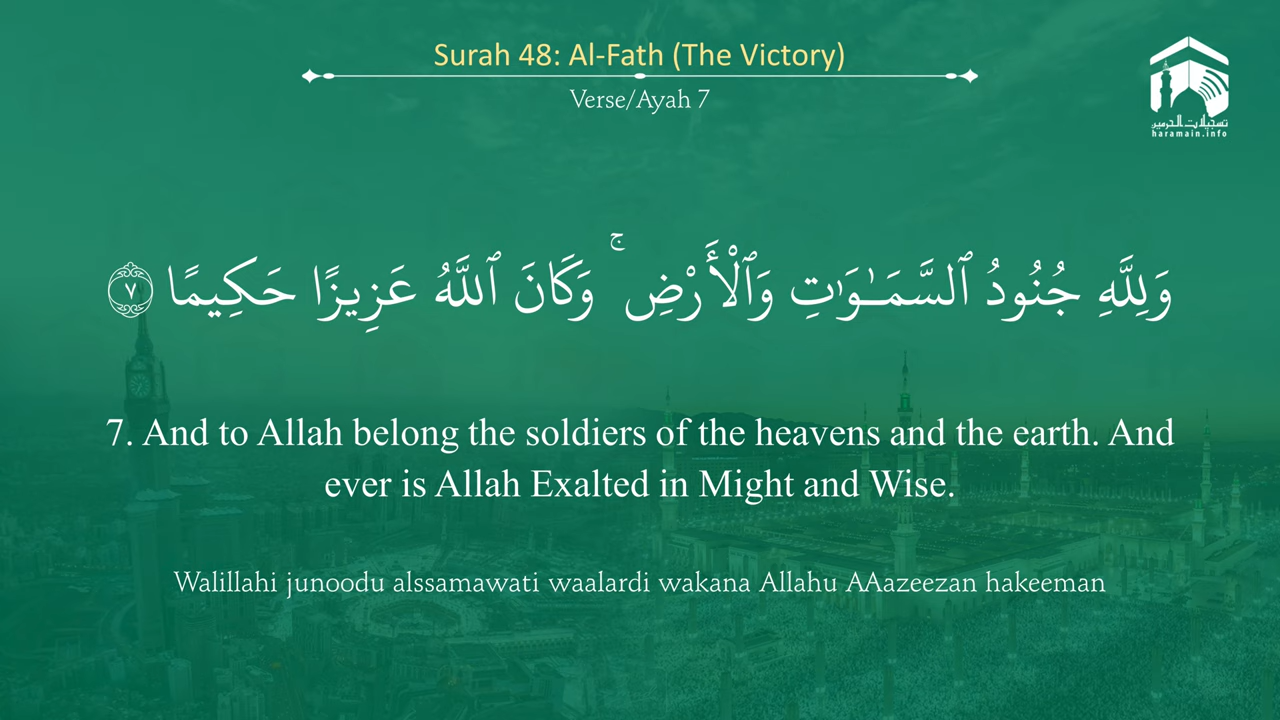 Surah 48: Al-Fath (The Victory)
Verse/Ayah 7
تسجيلات الحرمين
haramain.info
وَلِلَّهِ جُنُودُ ٱلسَّمَـٰوَٰتِ وَٱلْأَرْضِ ۚ وَكَانَ ٱللَّهُ عَزِيزًا حَكِيمًا ٧
7. And to Allah belong the soldiers of the heavens and the earth. And
ever is Allah Exalted in Might and Wise.
Walillahi junoodu alssamawati waalardi wakana Allahu AAazeezan hakeeman